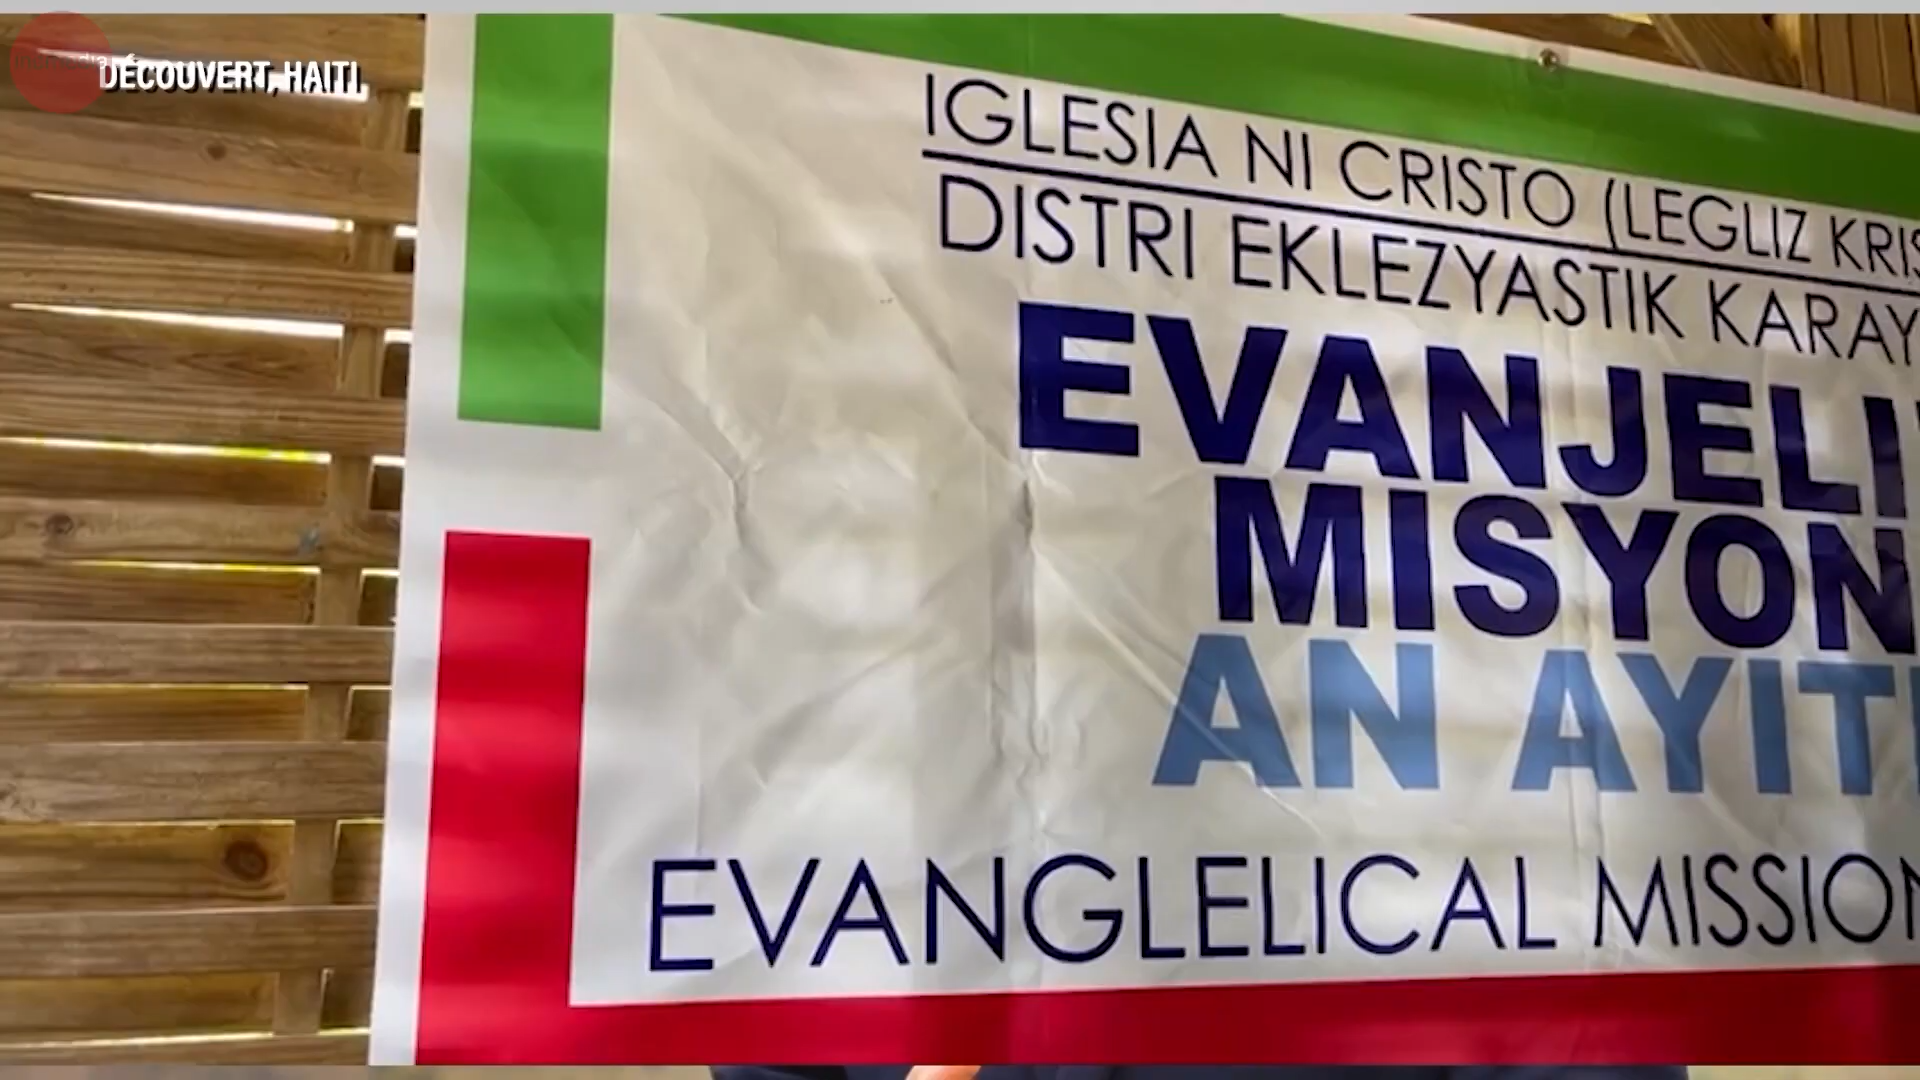 DÉCOUVERT, HAITI
IGLESIA NI CRISTO (LEGLIZ KRIS
DISTRI EKLEZYASTIK KARAY
EVANJELI
MISYON
AN AYITI
EVANGLELICAL MISSION